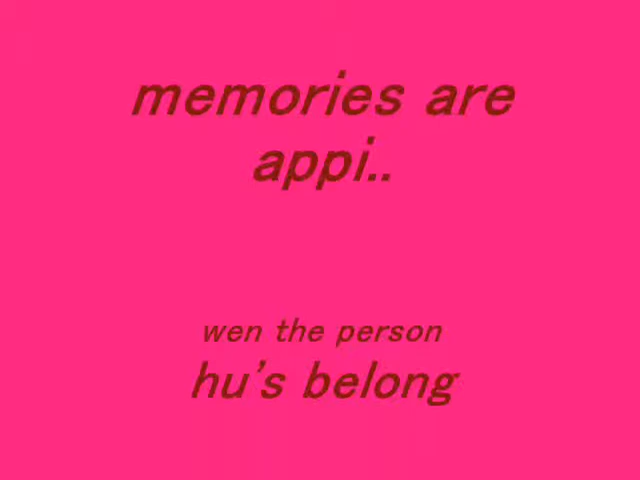 memories are
appi..
wen the person
hu's belong